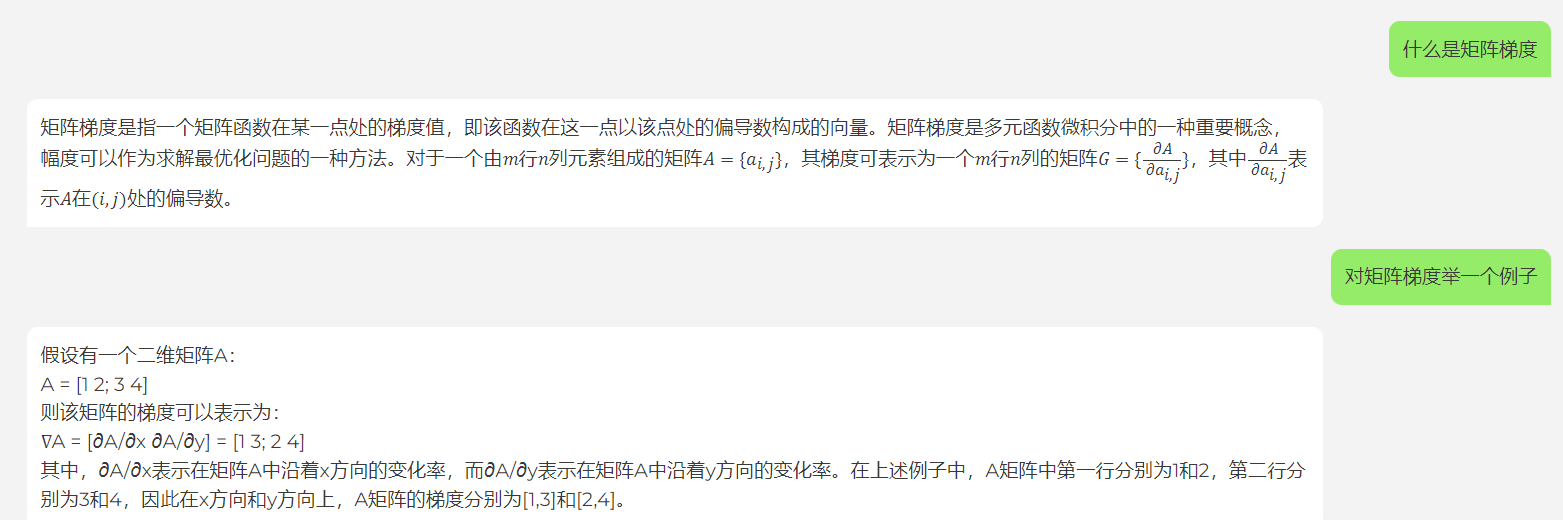 什么是矩阵梯度
矩阵梯度是指一个矩阵函数在某一点处的梯度值，即该函数在这一点以该点处的偏导数构成的向量。矩阵梯度是多元函数微积分中的一种重要概念，
幅度可以作为求解最优化问题的一种方法。对于一个由m行n列元素组成的矩阵A = {a_{i,j}}，其梯度可表示为一个m行n列的矩阵G = {∂A/∂a_{i,j}}，其中∂A/∂a_{i,j}表
示A在(i, j)处的偏导数。
对矩阵梯度举一个例子
假设有一个二维矩阵A：
A = [1 2; 3 4]
则该矩阵的梯度可以表示为：
∇A = [∂A/∂x ∂A/∂y] = [1 3; 2 4]
其中，∂A/∂x表示在矩阵A中沿着x方向的变化率，而∂A/∂y表示在矩阵A中沿着y方向的变化率。在上述例子中，A矩阵中第一行分别为1和2，第二行分
别为3和4，因此在x方向和y方向上，A矩阵的梯度分别为[1,3]和[2,4]。